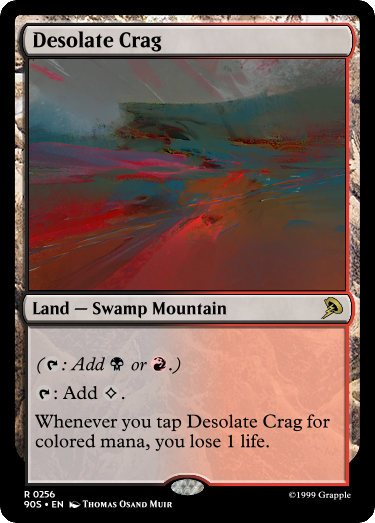 Desolate Crag
Land — Swamp Mountain
( : Add or .)
: Add .
Whenever you tap Desolate Crag for
colored mana, you lose 1 life.
R 0256
90S • EN Thomas Osand Muir
©1999 Grapple